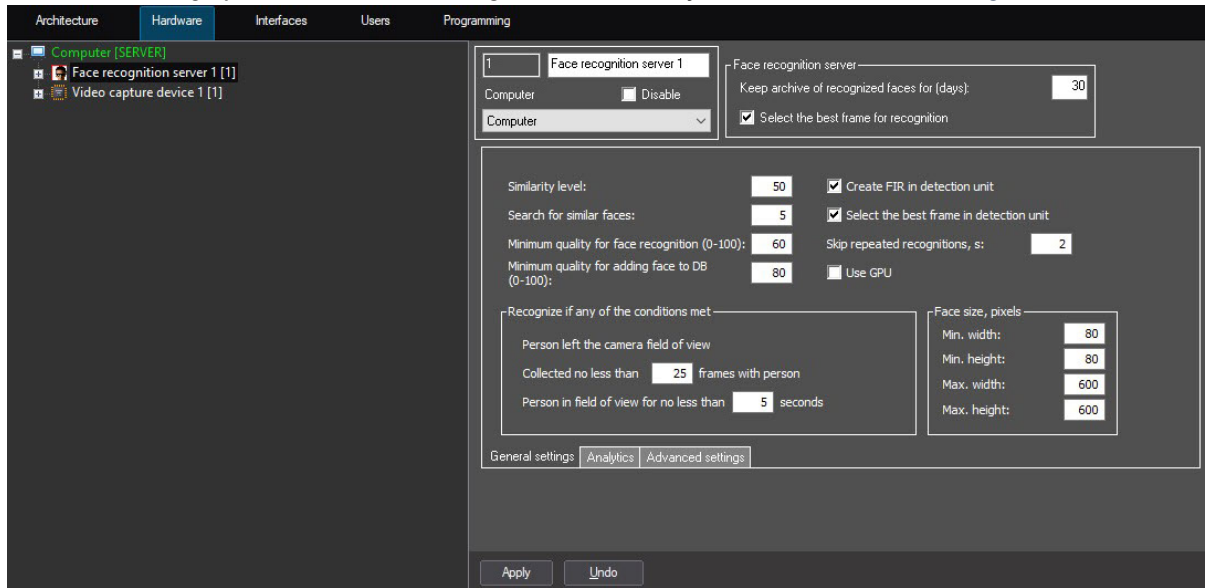 Architecture Hardware Interfaces Users Programming
Computer [SERVER]
Face recognition server 1 [1]
Video capture device 1 [1]
1 Face recognition server 1
Computer Disable
Computer
Face recognition server
Keep archive of recognized faces for (days): 30
Select the best frame for recognition
Similarity level: 50 Create FIR in detection unit
Search for similar faces: 5 Select the best frame in detection unit
Minimum quality for face recognition (0-100): 60 Skip repeated recognitions, s: 2
Minimum quality for adding face to DB
(0-100): 80 Use GPU
Recognize if any of the conditions met
Person left the camera field of view
Collected no less than 25 frames with person
Person in field of view for no less than 5 seconds
Face size, pixels
Min. width: 80
Min. height: 80
Max. width: 600
Max. height: 600
General settings Analytics Advanced settings
Apply Undo